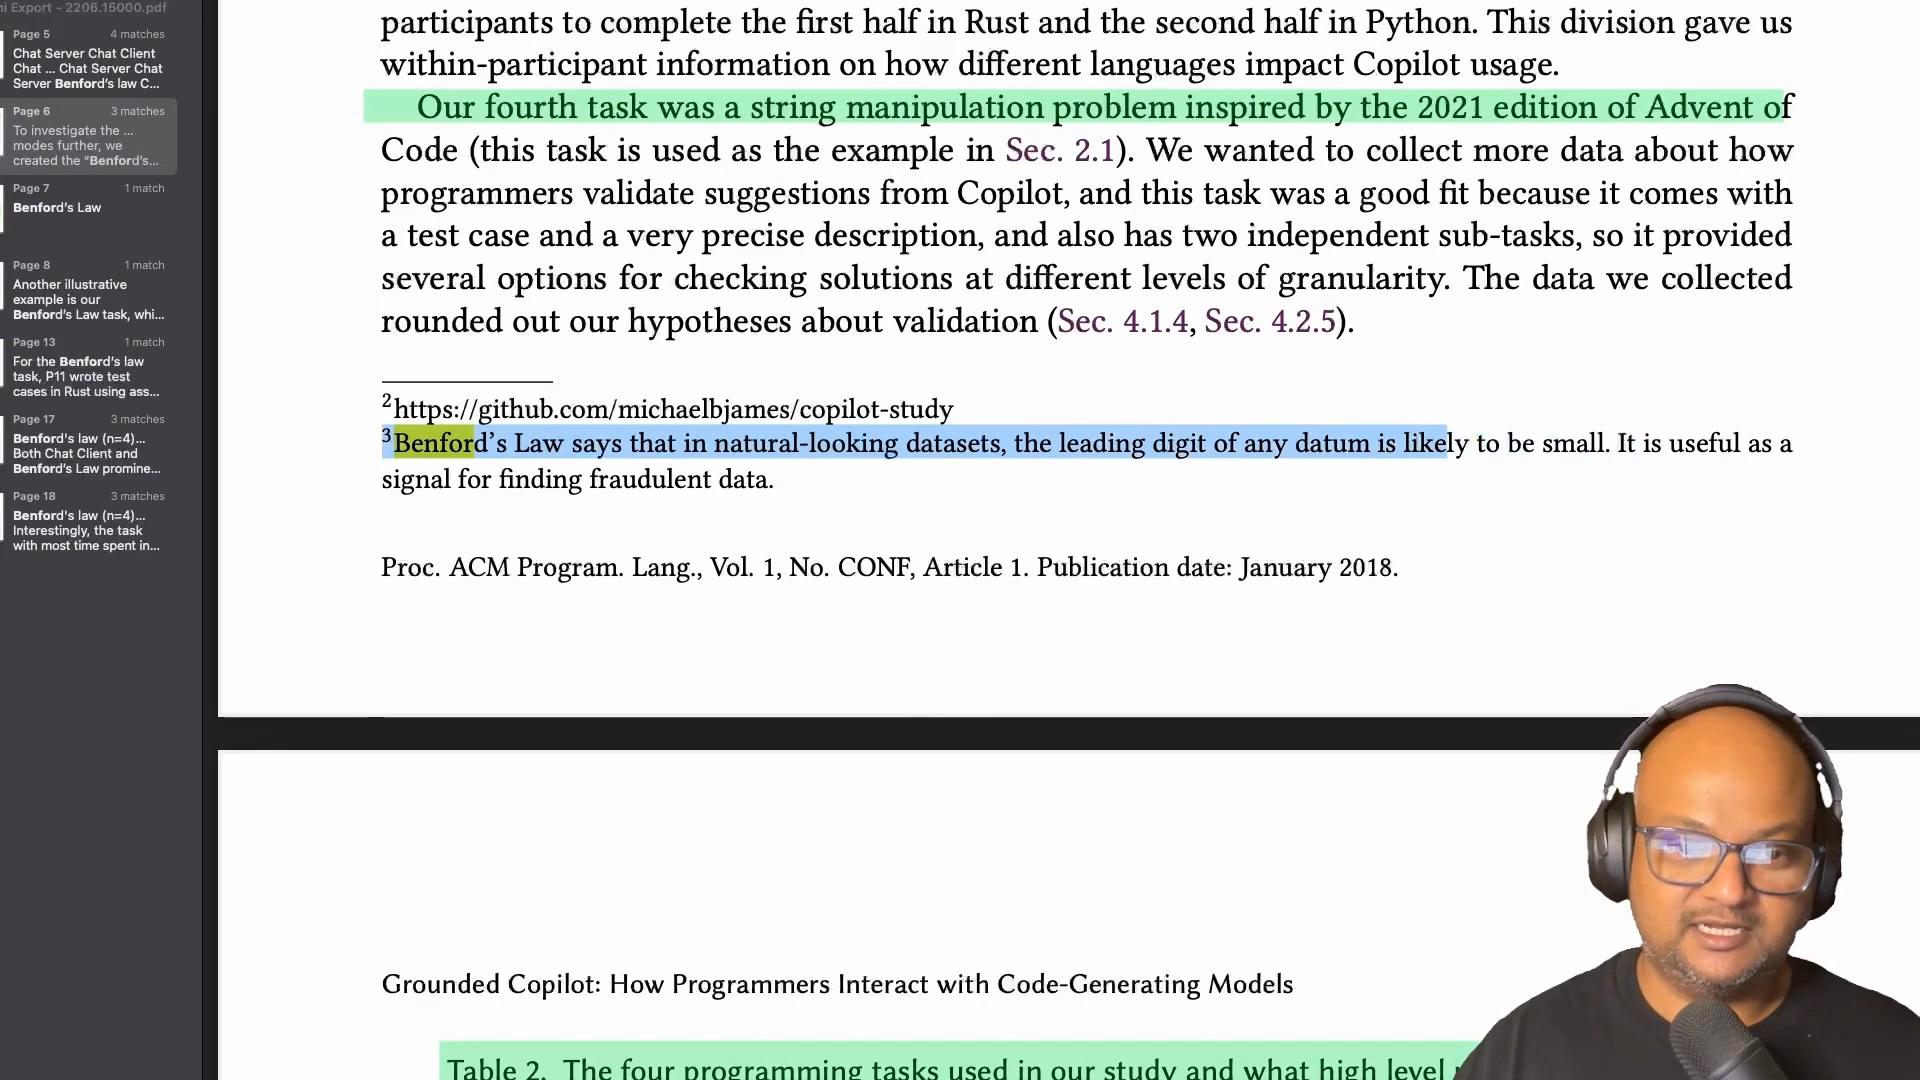 ni Export - 2206.15000.pdf
Page 5 4 matches
Chat Server Chat Client
Chat ... Chat Server Chat
Server Benford's law C...
Page 6 3 matches
To investigate the ...
modes further, we
created the "Benford's...
Page 7 1 match
Benford's Law
Page 8 1 match
Another illustrative
example is our
Benford's Law task, whi...
Page 13 1 match
For the Benford's law
task, P11 wrote test
cases in Rust using ass...
Page 17 3 matches
Benford's law (n=4)...
Both Chat Client and
Benford's Law promine...
Page 18 3 matches
Benford's law (n=4)...
Interestingly, the task
with most time spent in...
participants to complete the first half in Rust and the second half in Python. This division gave us
within-participant information on how different languages impact Copilot usage.
Our fourth task was a string manipulation problem inspired by the 2021 edition of Advent of
Code (this task is used as the example in Sec. 2.1). We wanted to collect more data about how
programmers validate suggestions from Copilot, and this task was a good fit because it comes with
a test case and a very precise description, and also has two independent sub-tasks, so it provided
several options for checking solutions at different levels of granularity. The data we collected
rounded out our hypotheses about validation (Sec. 4.1.4, Sec. 4.2.5).
2https://github.com/michaelbjames/copilot-study
3Benford's Law says that in natural-looking datasets, the leading digit of any datum is likely to be small. It is useful as a
signal for finding fraudulent data.
Proc. ACM Program. Lang., Vol. 1, No. CONF, Article 1. Publication date: January 2018.
Grounded Copilot: How Programmers Interact with Code-Generating Models
Table 2. The four programming tasks used in our study and what high level